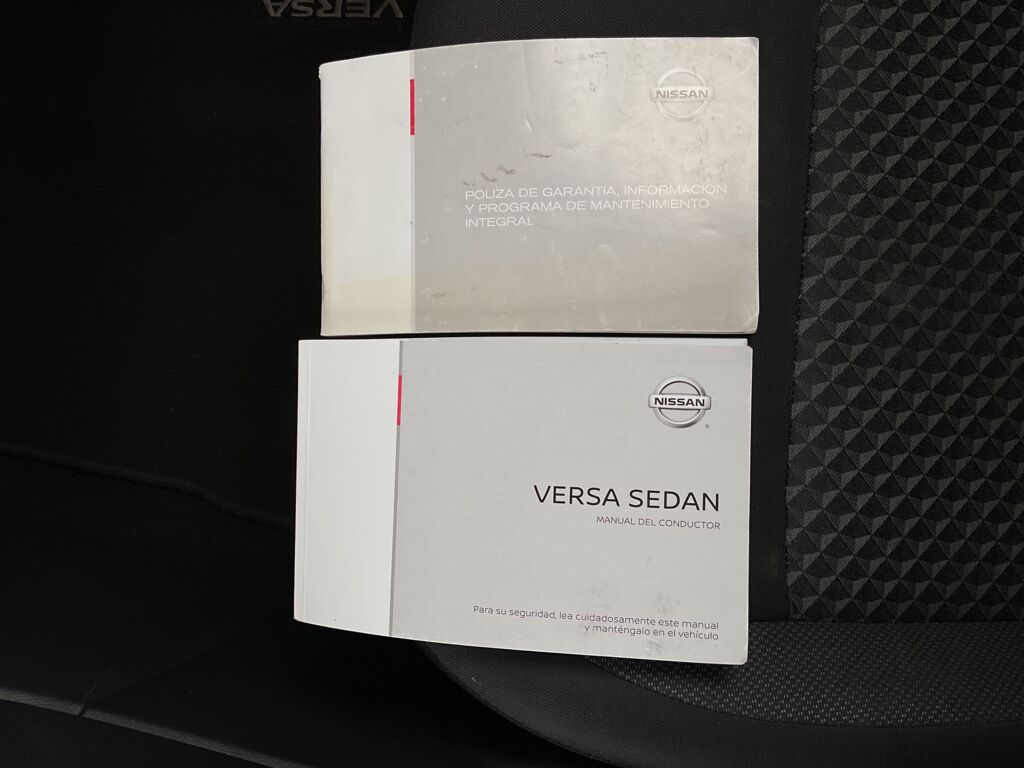 VERSA
NISSAN
POLIZA DE GARANTIA, INFORMACION
Y PROGRAMA DE MANTENIMIENTO
INTEGRAL
NISSAN
VERSA SEDAN
MANUAL DEL CONDUCTOR
Para su seguridad, lea cuidadosamente este manual
y manténgalo en el vehículo